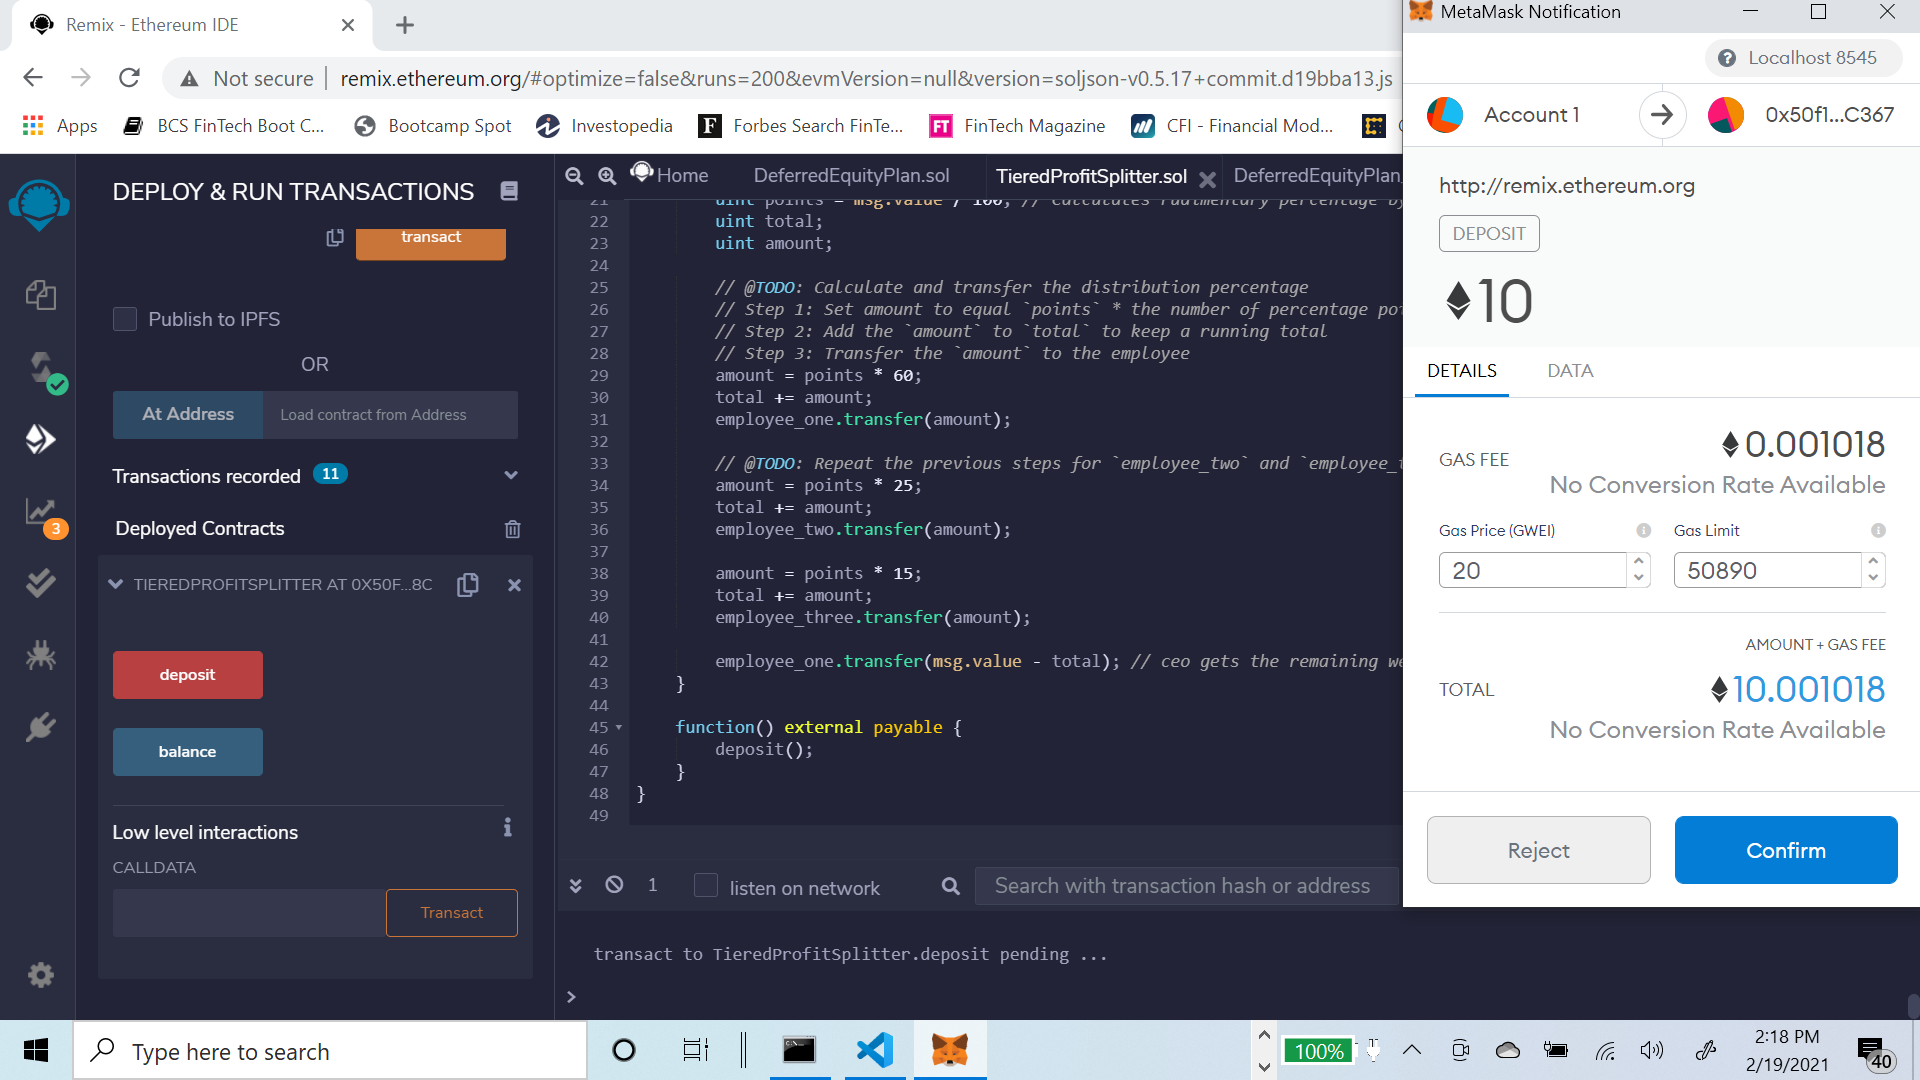 Remix - Ethereum IDE
Not secure
remix.ethereum.org/#optimize=false&runs=200&evmVersion=null&version=soljson-v0.5.17+commit.d19bba13.js
Apps
BCS FinTech Boot C...
Bootcamp Spot
Investopedia
Forbes Search FinTe...
FinTech Magazine
CFI - Financial Mod...
DEPLOY & RUN TRANSACTIONS
transact
Publish to IPFS
OR
At Address
Load contract from Address
Transactions recorded 11
Deployed Contracts
3
TIEREDPROFITSPLITTER AT 0X50F...8C
deposit
balance
Low level interactions
CALLDATA
Transact
Home
DeferredEquityPlan.sol
TieredProfitSplitter.sol
DeferredEquityPlan_
21 uint points = msg.value / 100; // Calculates rudimentary percentage by
22 uint total;
23 uint amount;
24
25 // @TODO: Calculate and transfer the distribution percentage
26 // Step 1: Set amount to equal `points` * the number of percentage po
27 // Step 2: Add the `amount` to `total` to keep a running total
28 // Step 3: Transfer the `amount` to the employee
29 amount = points * 60;
30 total += amount;
31 employee_one.transfer(amount);
32
33 // @TODO: Repeat the previous steps for `employee_two` and `employee_t
34 amount = points * 25;
35 total += amount;
36 employee_two.transfer(amount);
37
38 amount = points * 15;
39 total += amount;
40 employee_three.transfer(amount);
41
42 employee_one.transfer(msg.value - total); // ceo gets the remaining we
43 }
44
45 function() external payable {
46 deposit();
47 }
48 }
49
1
listen on network
Search with transaction hash or address
transact to TieredProfitSplitter.deposit pending ...
>
MetaMask Notification
Localhost 8545
Account 1
0x50f1...C367
http://remix.ethereum.org
DEPOSIT
10
DETAILS
DATA
GAS FEE
0.001018
No Conversion Rate Available
Gas Price (GWEI)
Gas Limit
20
50890
AMOUNT + GAS FEE
TOTAL
10.001018
No Conversion Rate Available
Reject
Confirm
Type here to search
100%
2:18 PM
2/19/2021
40